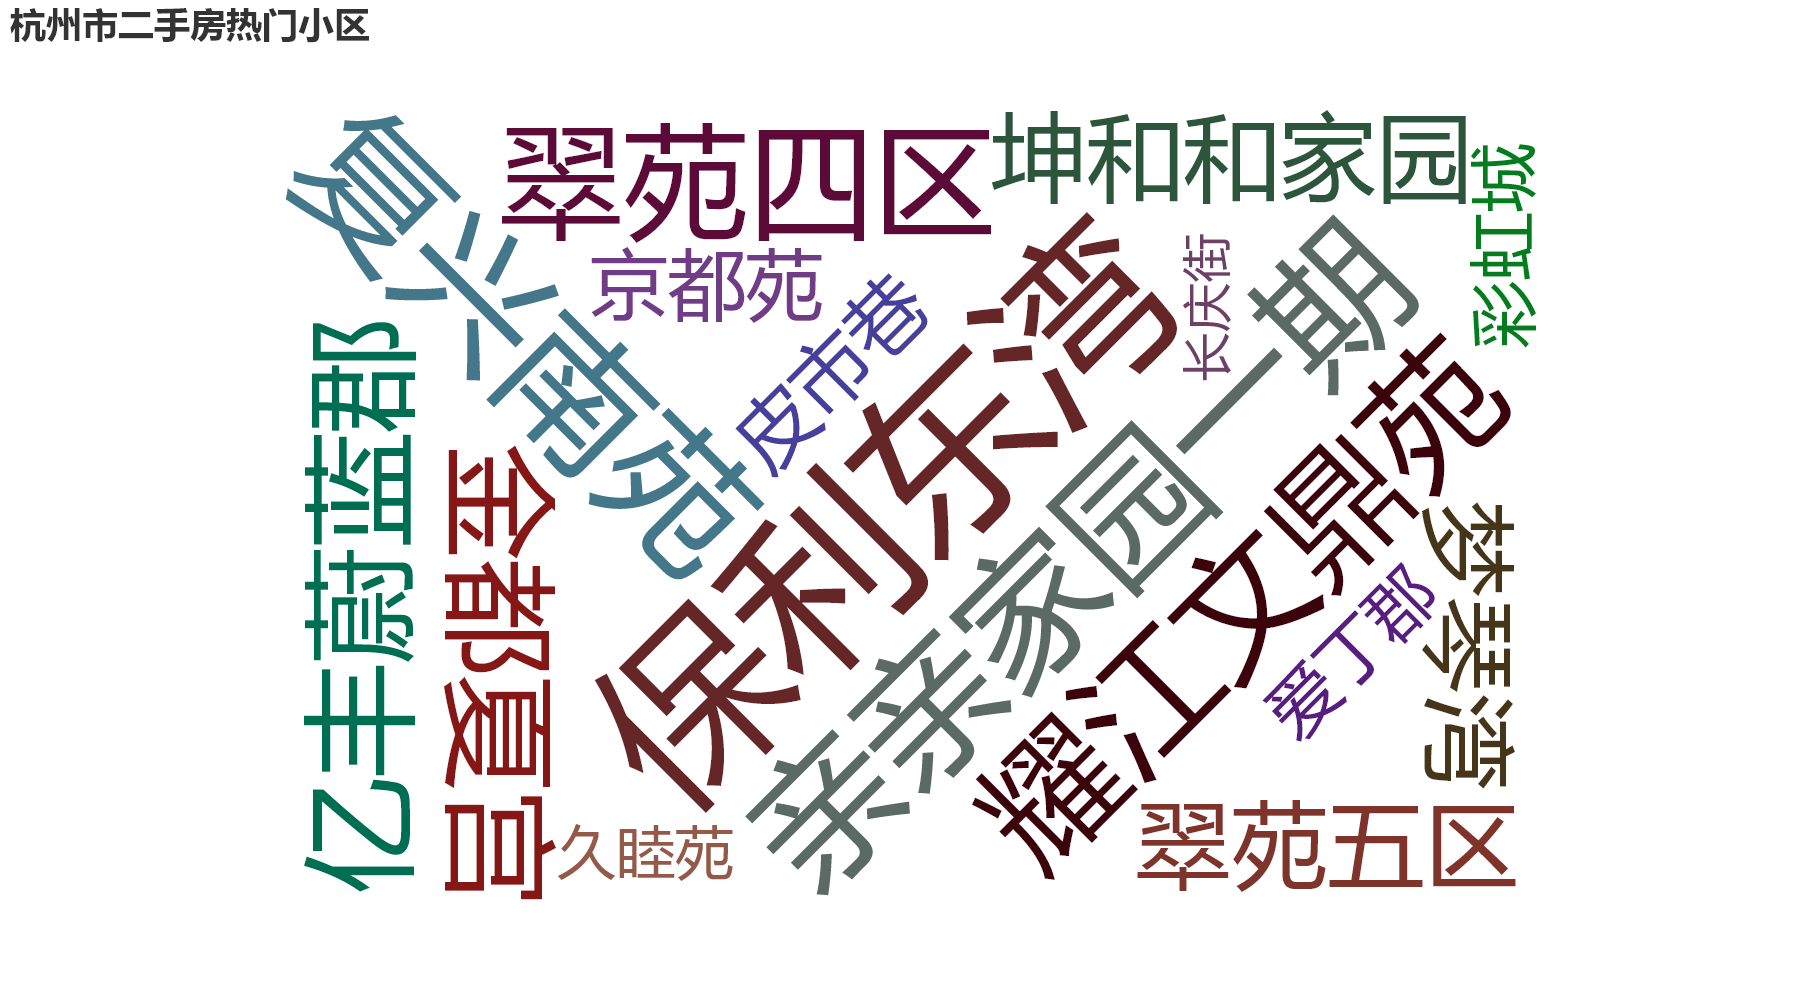 杭州市二手房热门小区
复兴南苑
翠苑四区
坤和和家园
彩虹城
京都苑
皮市巷
保利东湾
长庆街
亲亲家园一期
亿丰蔚蓝郡
金都夏宫
耀江文鼎苑
梦琴湾
爱丁郡
久睦苑
翠苑五区